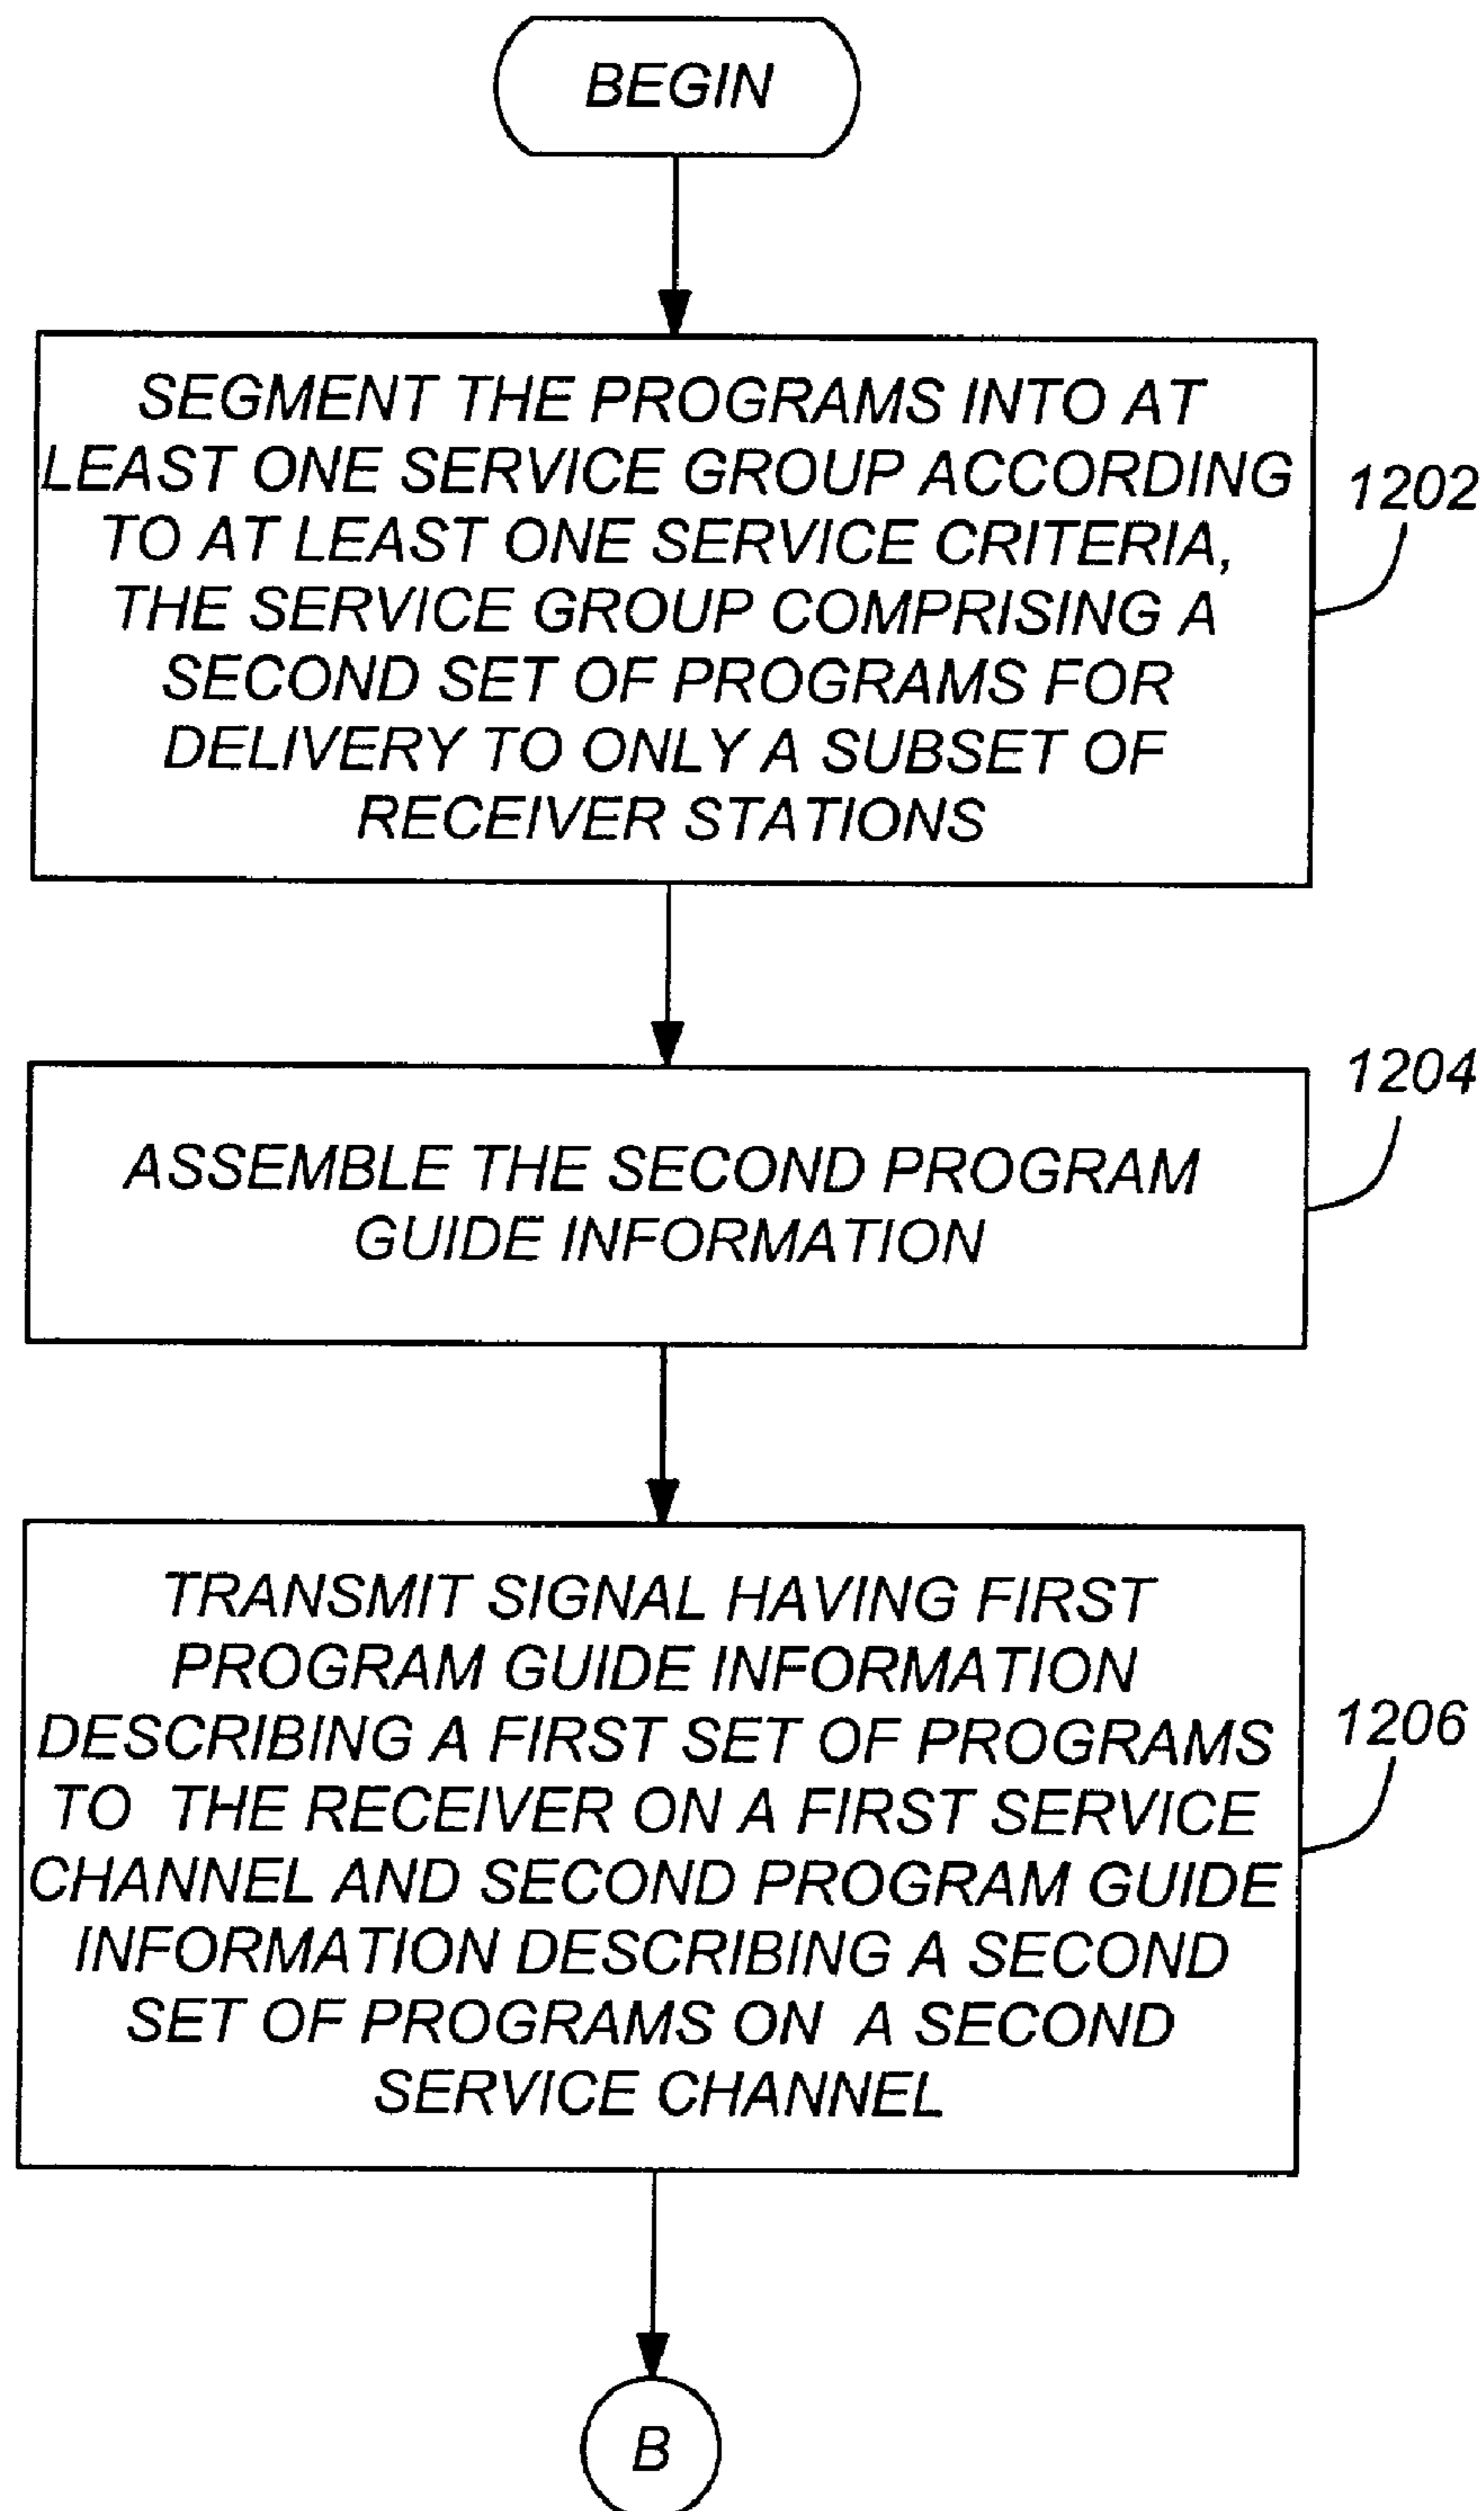 BEGIN
SEGMENT THE PROGRAMS INTO AT
LEAST ONE SERVICE GROUP ACCORDING
TO AT LEAST ONE SERVICE CRITERIA,
THE SERVICE GROUP COMPRISING A
SECOND SET OF PROGRAMS FOR
DELIVERY TO ONLY A SUBSET OF
RECEIVER STATIONS
1202
ASSEMBLE THE SECOND PROGRAM
GUIDE INFORMATION
1204
TRANSMIT SIGNAL HAVING FIRST
PROGRAM GUIDE INFORMATION
DESCRIBING A FIRST SET OF PROGRAMS
TO THE RECEIVER ON A FIRST SERVICE
CHANNEL AND SECOND PROGRAM GUIDE
INFORMATION DESCRIBING A SECOND
SET OF PROGRAMS ON A SECOND
SERVICE CHANNEL
1206
B